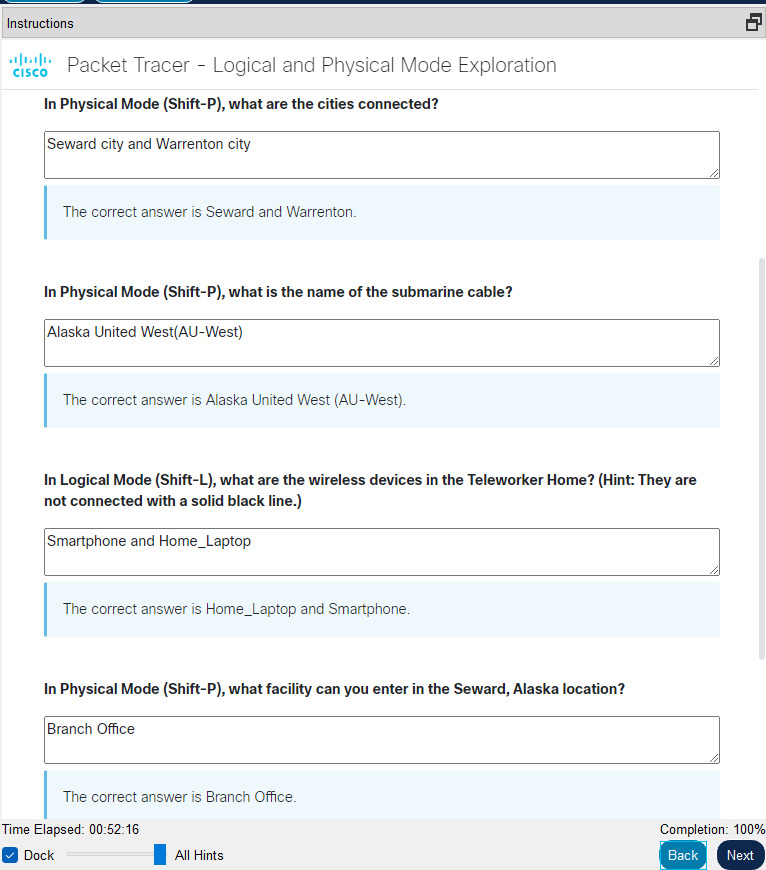 Instructions
CISCO Packet Tracer - Logical and Physical Mode Exploration
In Physical Mode (Shift-P), what are the cities connected?
Seward city and Warrenton city
The correct answer is Seward and Warrenton.
In Physical Mode (Shift-P), what is the name of the submarine cable?
Alaska United West(AU-West)
The correct answer is Alaska United West (AU-West).
In Logical Mode (Shift-L), what are the wireless devices in the Teleworker Home? (Hint: They are
not connected with a solid black line.)
Smartphone and Home_Laptop
The correct answer is Home_Laptop and Smartphone.
In Physical Mode (Shift-P), what facility can you enter in the Seward, Alaska location?
Branch Office
The correct answer is Branch Office.
Time Elapsed: 00:52:16 Completion: 100%
Dock All Hints Back Next